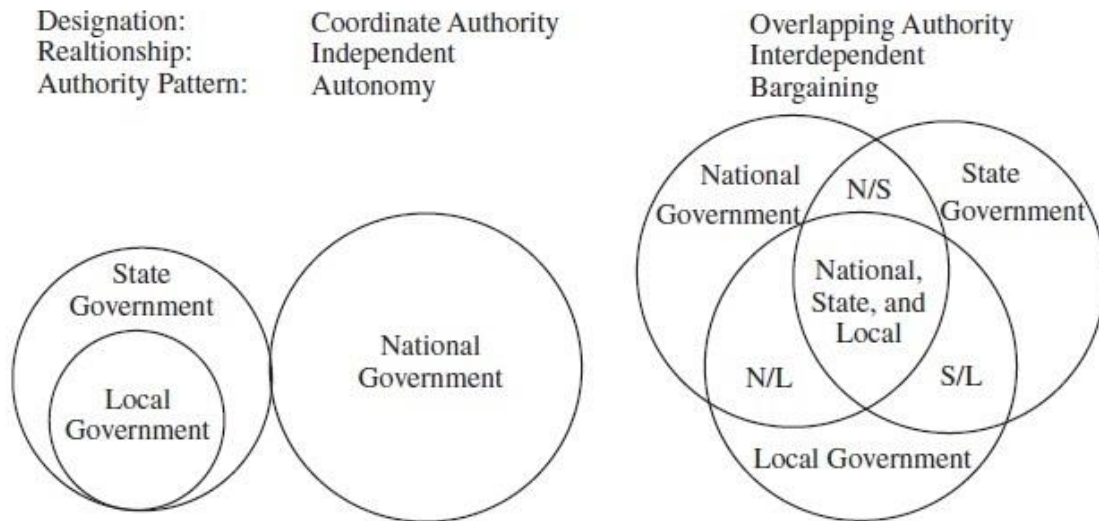 Designation: Coordinate Authority Overlapping Authority
Realtionship: Independent Interdependent
Authority Pattern: Autonomy Bargaining
State
Government
Local
Government
National
Government
National
Government
N/S
State
Government
National,
State, and
Local
N/L
S/L
Local Government